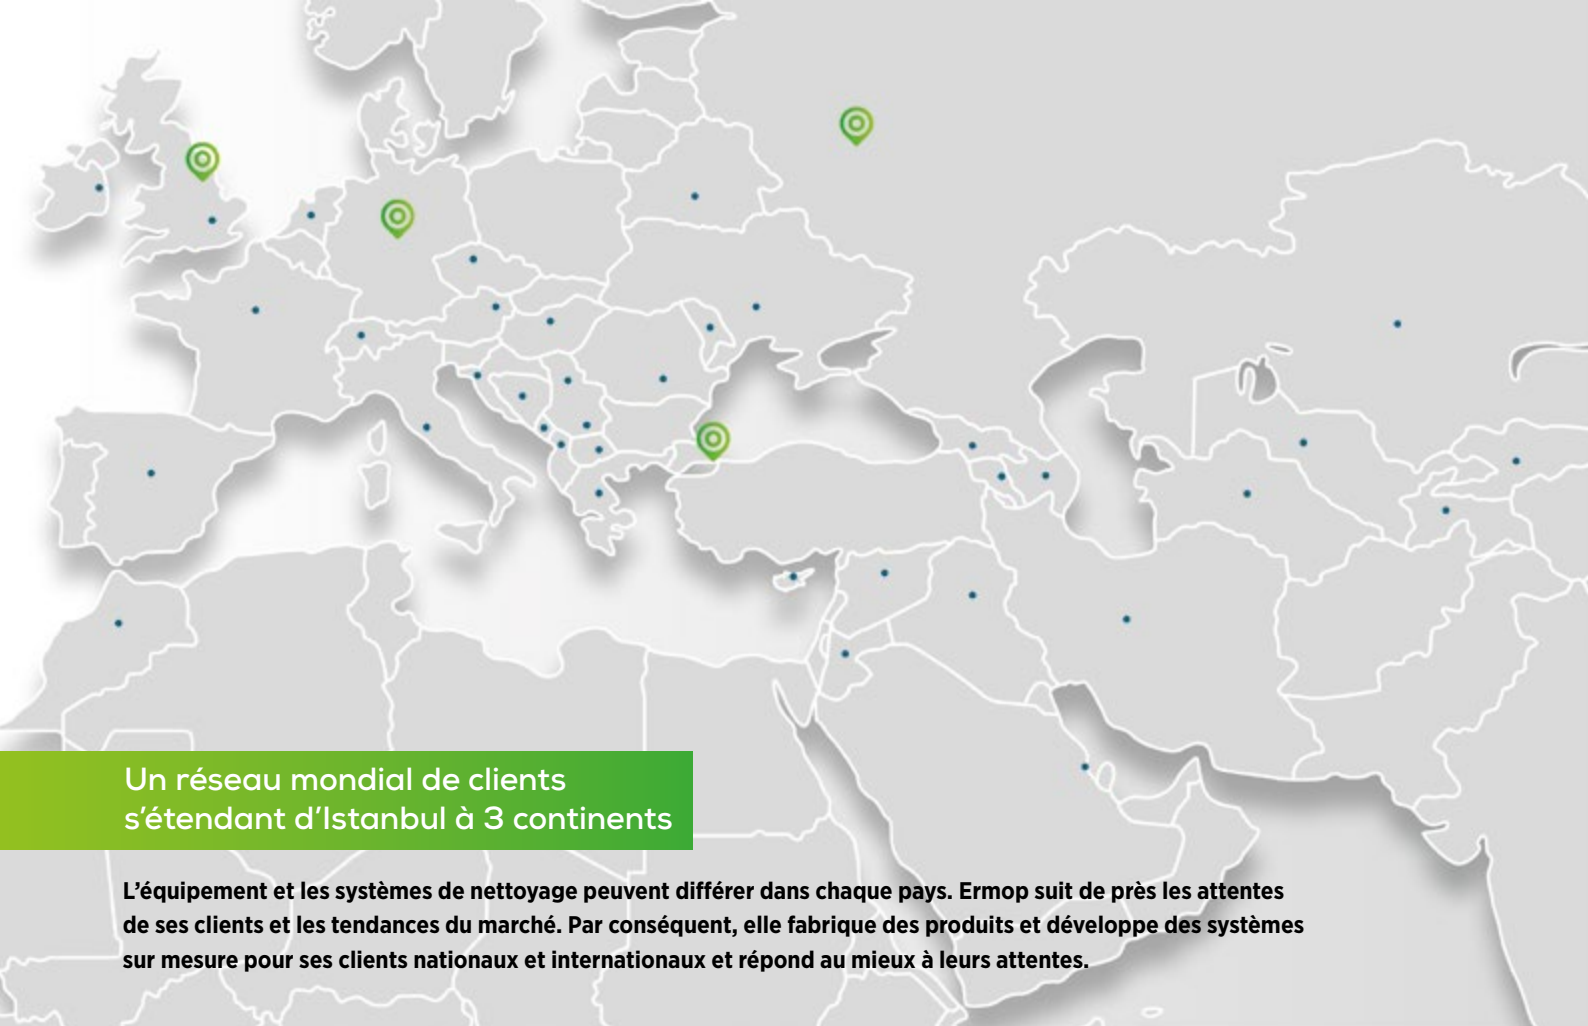 Un réseau mondial de clients
s’étendant d’Istanbul à 3 continents
L’équipement et les systèmes de nettoyage peuvent différer dans chaque pays. Ermop suit de près les attentes
de ses clients et les tendances du marché. Par conséquent, elle fabrique des produits et développe des systèmes
sur mesure pour ses clients nationaux et internationaux et répond au mieux à leurs attentes.